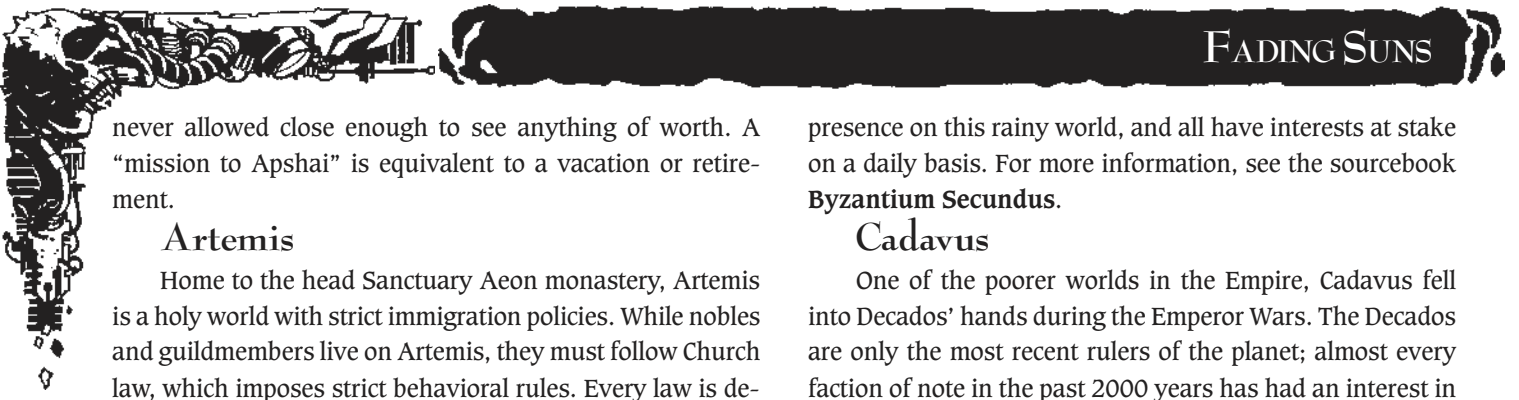 FADING SUNS
never allowed close enough to see anything of worth. A
“mission to Apshai” is equivalent to a vacation or retire-
ment.
Artemis
Home to the head Sanctuary Aeon monastery, Artemis
is a holy world with strict immigration policies. While nobles
and guildmembers live on Artemis, they must follow Church
law, which imposes strict behavioral rules. Every law is de-
presence on this rainy world, and all have interests at stake
on a daily basis. For more information, see the sourcebook
Byzantium Secundus.
Cadavus
One of the poorer worlds in the Empire, Cadavus fell
into Decados’ hands during the Emperor Wars. The Decados
are only the most recent rulers of the planet; almost every
faction of note in the past 2000 years has had an interest in